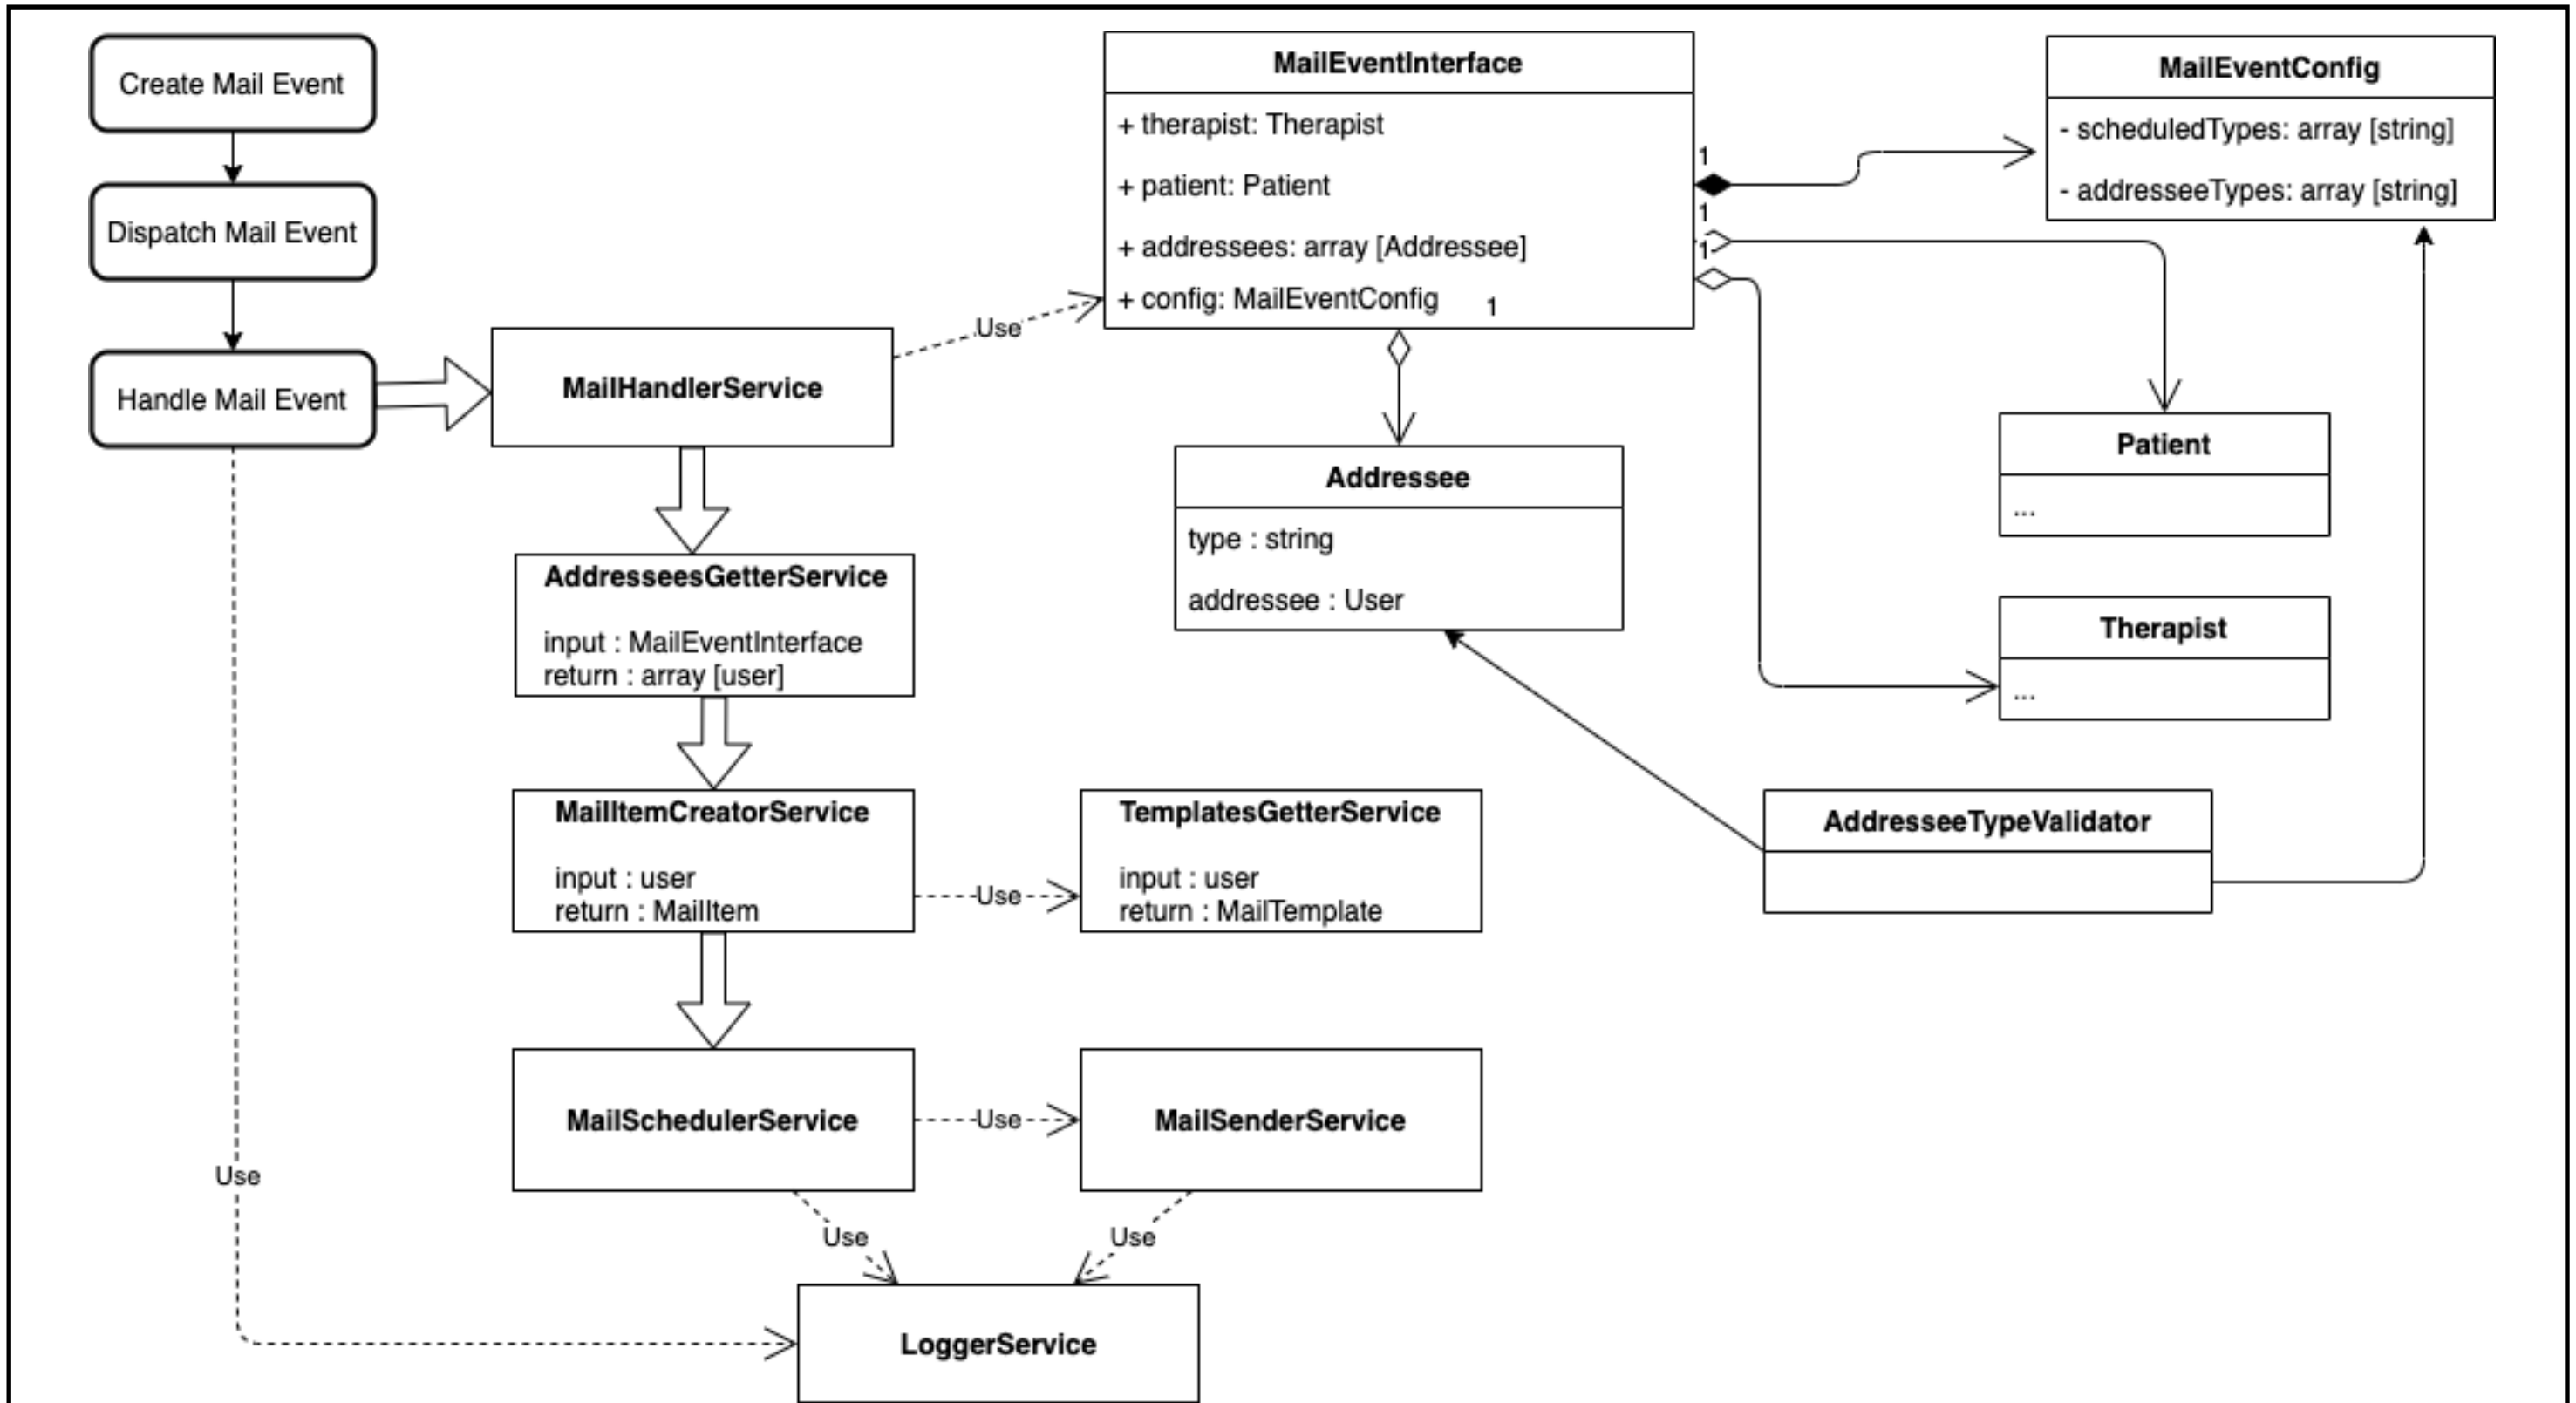 Create Mail Event
Dispatch Mail Event
Handle Mail Event
MailHandlerService
Use
MailEventInterface
+ therapist: Therapist
+ patient: Patient
+ addressees: array [Addressee]
+ config: MailEventConfig
1
1
1
1
MailEventConfig
- scheduledTypes: array [string]
- addresseeTypes: array [string]
Addressee
type : string
addressee : User
Patient
...
Therapist
...
AddresseeTypeValidator
AddresseesGetterService
input : MailEventInterface
return : array [user]
MailItemCreatorService
input : user
return : MailItem
Use
TemplatesGetterService
input : user
return : MailTemplate
MailSchedulerService
Use
MailSenderService
Use
Use
Use
LoggerService